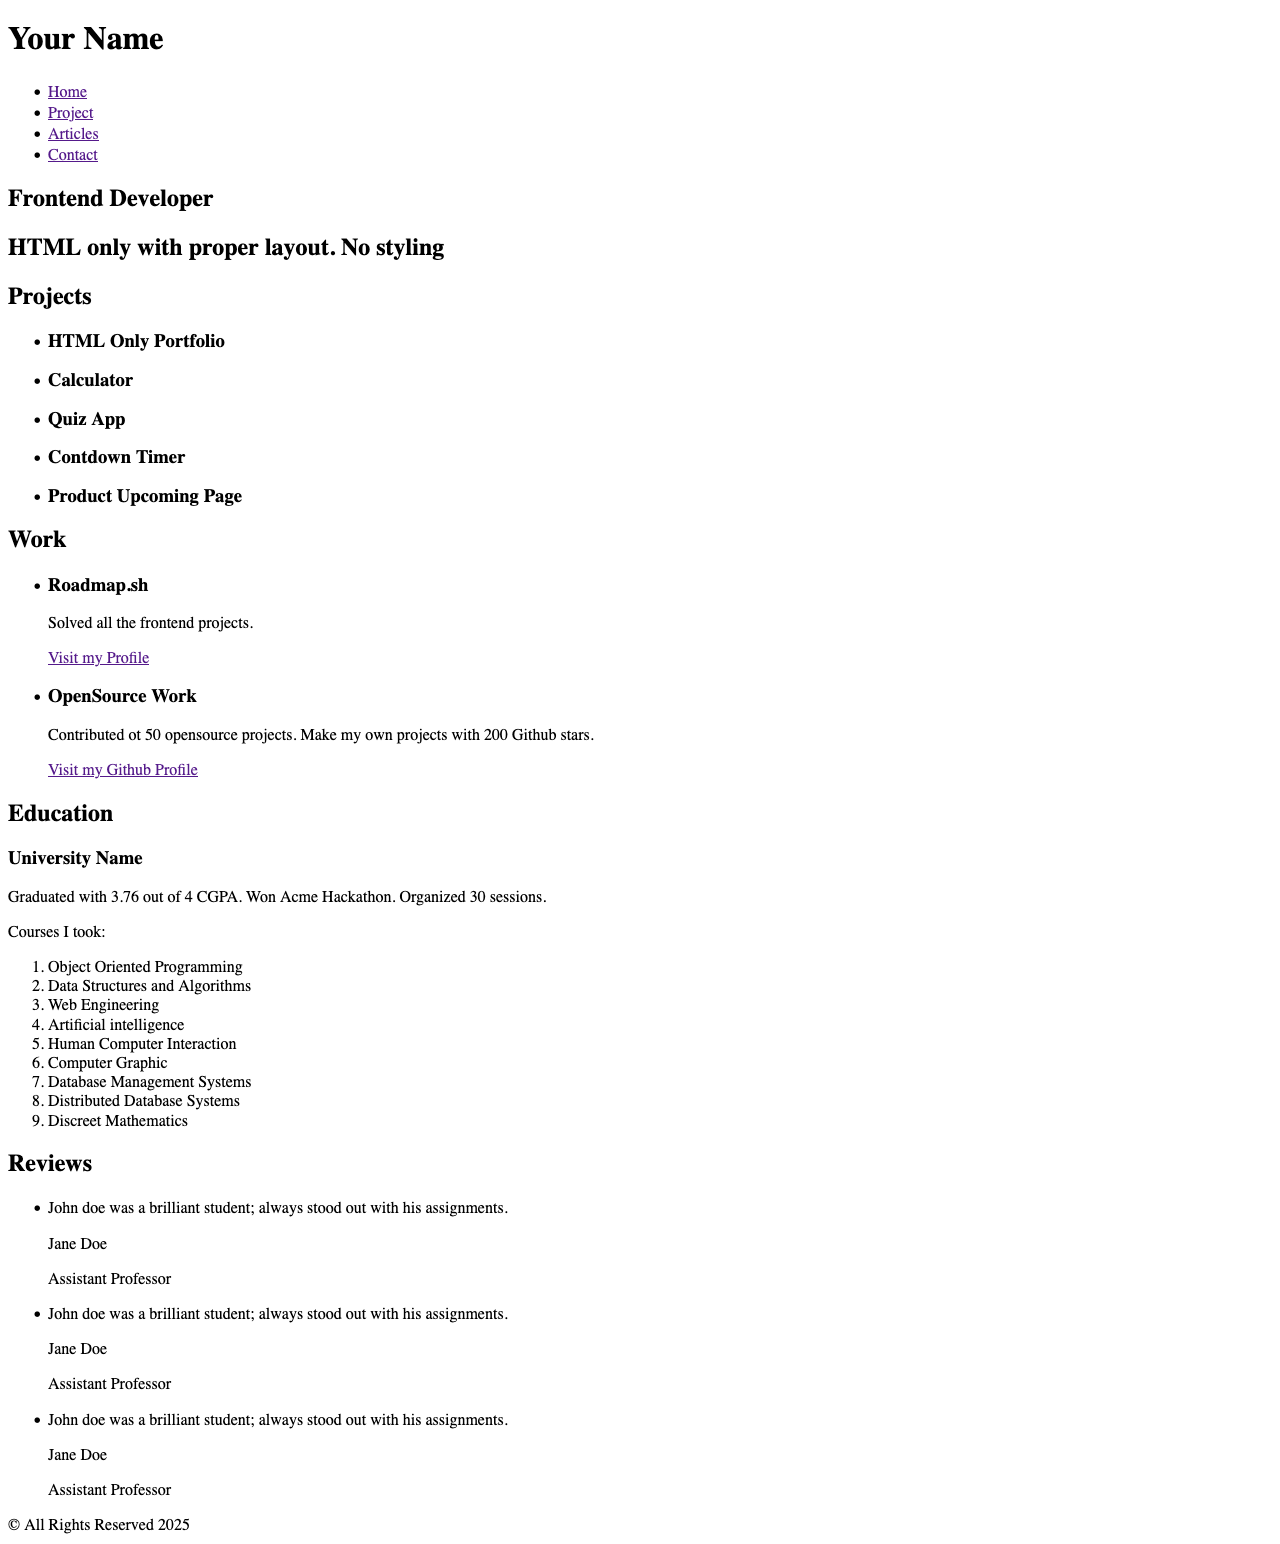 Your Name
Home
Project
Articles
Contact
Frontend Developer
HTML only with proper layout. No styling
Projects
HTML Only Portfolio
Calculator
Quiz App
Contdown Timer
Product Upcoming Page
Work
Roadmap.sh
Solved all the frontend projects.
Visit my Profile
OpenSource Work
Contributed ot 50 opensource projects. Make my own projects with 200 Github stars.
Visit my Github Profile
Education
University Name
Graduated with 3.76 out of 4 CGPA. Won Acme Hackathon. Organized 30 sessions.
Courses I took:
1. Object Oriented Programming
2. Data Structures and Algorithms
3. Web Engineering
4. Artificial intelligence
5. Human Computer Interaction
6. Computer Graphic
7. Database Management Systems
8. Distributed Database Systems
9. Discreet Mathematics
Reviews
John doe was a brilliant student; always stood out with his assignments.
Jane Doe
Assistant Professor
John doe was a brilliant student; always stood out with his assignments.
Jane Doe
Assistant Professor
John doe was a brilliant student; always stood out with his assignments.
Jane Doe
Assistant Professor
© All Rights Reserved 2025